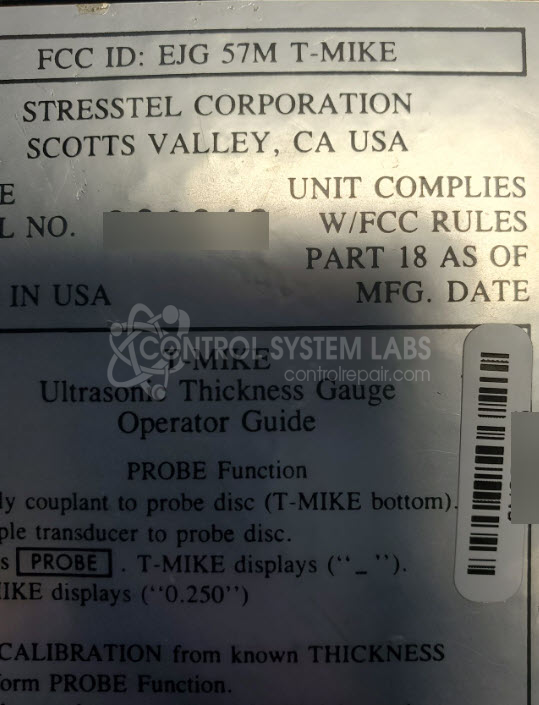 FCC ID: EJG 57M T-MIKE
STRESSTEL CORPORATION
SCOTTS VALLEY, CA USA
E
UNIT COMPLIES
L NO.
W/FCC RULES
PART 18 AS OF
IN USA
MFG. DATE
CONTROL SYSTEM LABS
controlrepair.com
T-MIKE
Ultrasonic Thickness Gauge
Operator Guide
PROBE Function
ly couplant to probe disc (T-MIKE bottom).
ple transducer to probe disc.
s PROBE . T-MIKE displays (“_”).
IKE displays (“0.250”)
CALIBRATION from known THICKNESS
orm PROBE Function.